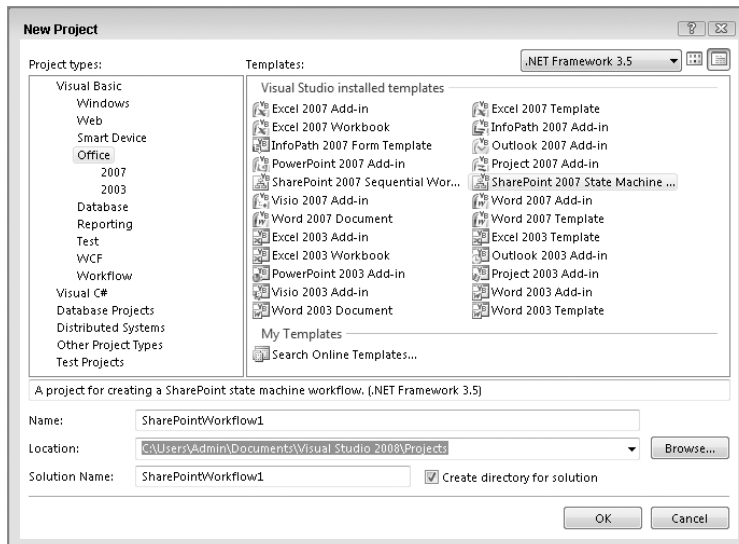 New Project
Project types:
Templates:
.NET Framework 3.5
Visual Basic
Windows
Web
Smart Device
Office
2007
2003
Database
Reporting
Test
WCF
Workflow
Visual C#
Database Projects
Distributed Systems
Other Project Types
Test Projects
Visual Studio installed templates
Excel 2007 Add-in
Excel 2007 Template
Excel 2007 Workbook
InfoPath 2007 Add-in
InfoPath 2007 Form Template
Outlook 2007 Add-in
PowerPoint 2007 Add-in
Project 2007 Add-in
SharePoint 2007 Sequential Wor...
SharePoint 2007 State Machine ...
Visio 2007 Add-in
Word 2007 Add-in
Word 2007 Document
Word 2007 Template
Excel 2003 Add-in
Excel 2003 Template
Excel 2003 Workbook
Outlook 2003 Add-in
PowerPoint 2003 Add-in
Project 2003 Add-in
Visio 2003 Add-in
Word 2003 Add-in
Word 2003 Document
Word 2003 Template
My Templates
Search Online Templates...
A project for creating a SharePoint state machine workflow. (.NET Framework 3.5)
Name:
SharePointWorkflow1
Location:
C:\Users\Admin\Documents\Visual Studio 2008\Projects
Browse...
Solution Name:
SharePointWorkflow1
Create directory for solution
OK
Cancel